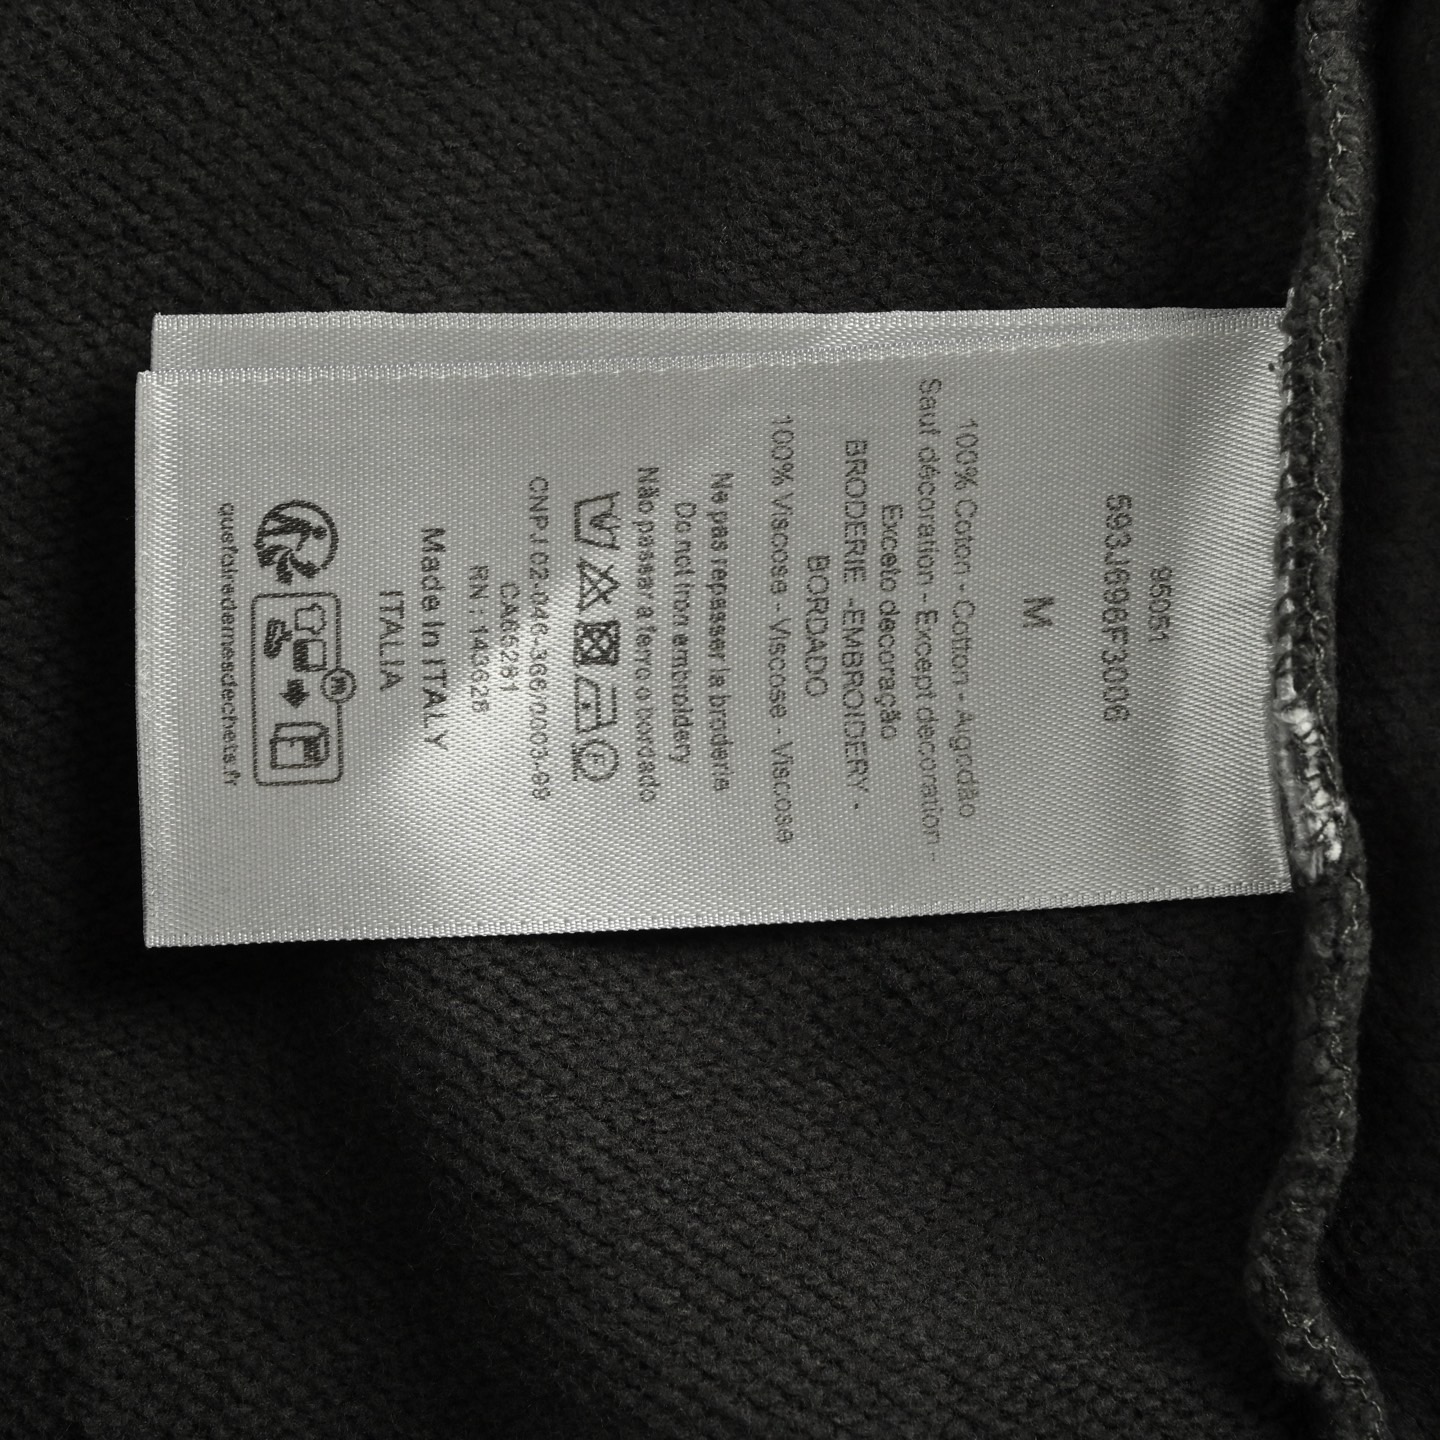 95051
593J696F3006
M
100% Coton - Cotton - Algodão
Sauf décoration - Except decoration -
Exceto decoração
BRODERIE -EMBROIDERY -
BORDADO
100% Viscose - Viscose - Viscose
Ne pas repasser la broderie
Do not iron embroidery
Não passar a ferro o bordado
CNPJ 02-046-366/0003-99
CA65281
RN : 143628
Made in ITALY
ITALIA
quefairedemesdechets.fr